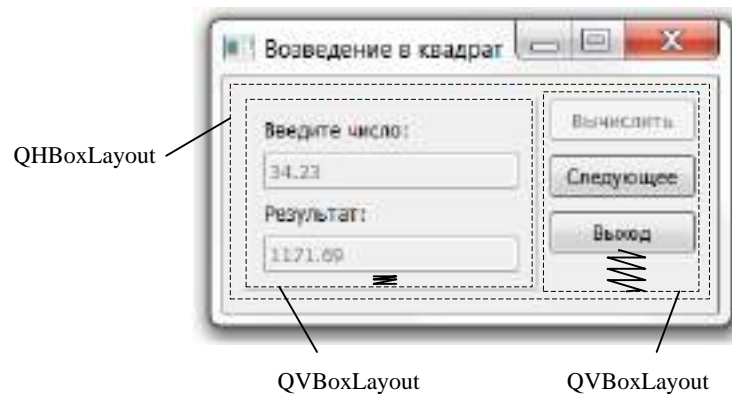 Возведение в квадрат
QHBoxLayout
Введите число:
34.23
Результат:
1171.69
Вычислить
Следующее
Выход
QVBoxLayout
QVBoxLayout